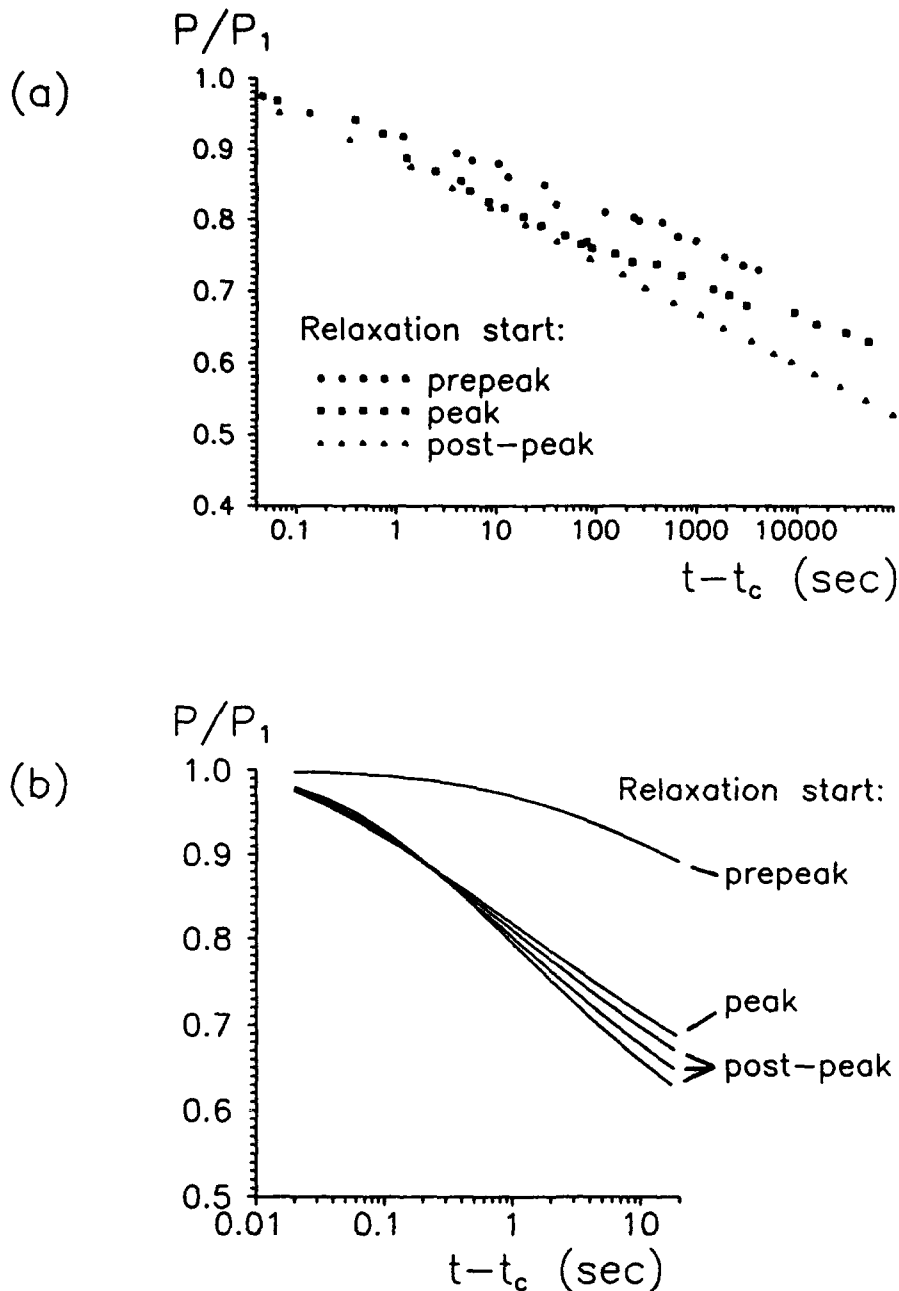 P/P₁
(a)
1.0
0.9
0.8
0.7
0.6
0.5
0.4
Relaxation start:
prepeak
peak
post-peak
0.1 1 10 100 1000 10000
t-t_c (sec)
P/P₁
(b)
1.0
0.9
0.8
0.7
0.6
0.5
Relaxation start:
prepeak
peak
post-peak
0.01 0.1 1 10
t-t_c (sec)